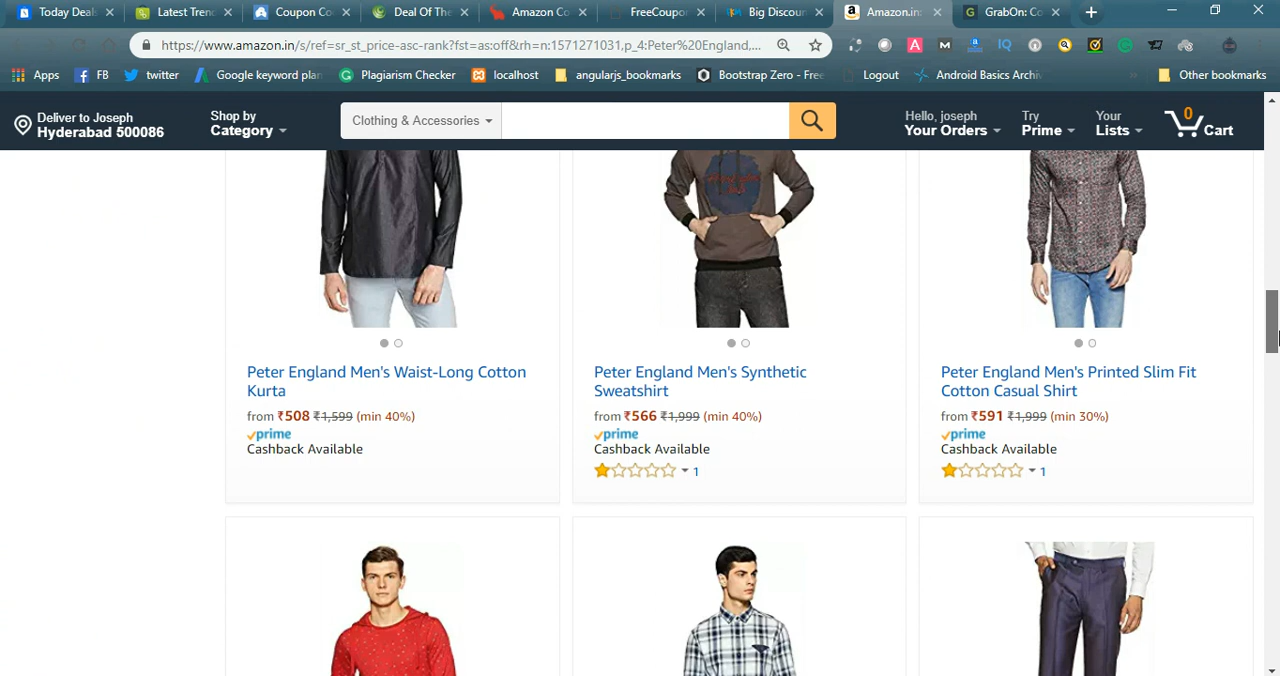 Today Deals
Latest Tren
Coupon Co
Deal Of The
Amazon Co
FreeCoupon
Big Discoun
Amazon.in:
GrabOn: Co
https://www.amazon.in/s/ref=sr_st_price-asc-rank?fst=as:off&rh=n:1571271031,p_4:Peter%20England,...
Apps
FB
twitter
Google keyword plan
Plagiarism Checker
localhost
angularjs_bookmarks
Bootstrap Zero - Free
Logout
Android Basics Archiv
»
Other bookmarks
Deliver to Joseph
Hyderabad 500086
Shop by
Category
Clothing & Accessories
Hello, joseph
Your Orders
Try
Prime
Your
Lists
0
Cart
Peter England Men's Waist-Long Cotton
Kurta
from ₹508 ₹1,599 (min 40%)
prime
Cashback Available
Peter England Men's Synthetic
Sweatshirt
from ₹566 ₹1,999 (min 40%)
prime
Cashback Available
1
Peter England Men's Printed Slim Fit
Cotton Casual Shirt
from ₹591 ₹1,999 (min 30%)
prime
Cashback Available
1